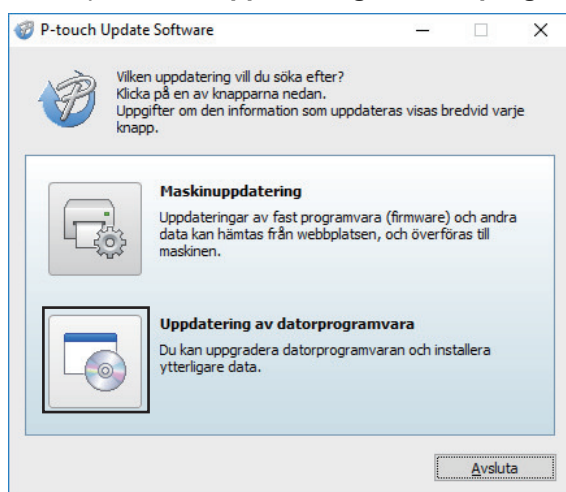 P-touch Update Software
Vilken uppdatering vill du söka efter?
Klicka på en av knapparna nedan.
Uppgifter om den information som uppdateras visas bredvid varje
knapp.
Maskinuppdatering
Uppdateringar av fast programvara (firmware) och andra
data kan hämtas från webbplatsen, och överföras till
maskinen.
Uppdatering av datorprogramvara
Du kan uppgradera datorprogramvaran och installera
ytterligare data.
Avsluta